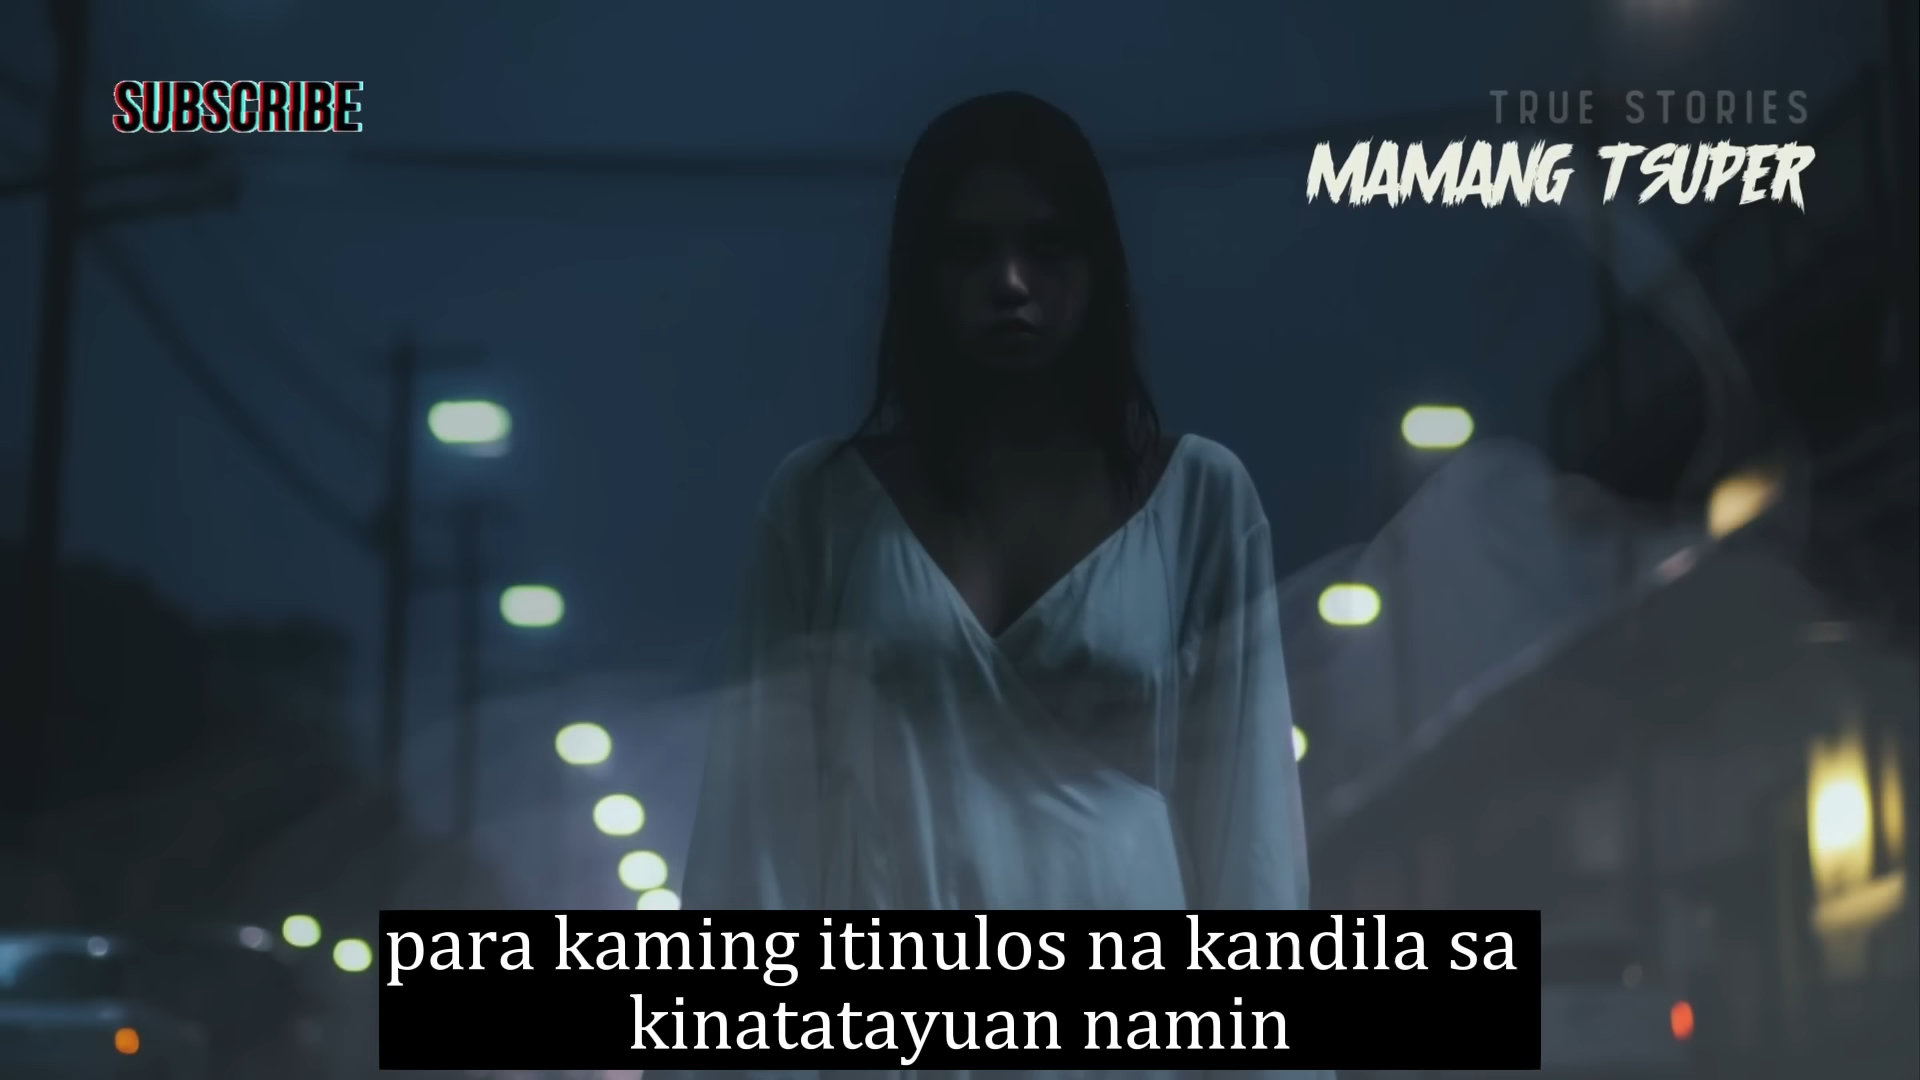 SUBSCRIBE
TRUE STORIES
MAMANG TSUPER
para kaming itinulos na kandila sa
kinatatayuan namin